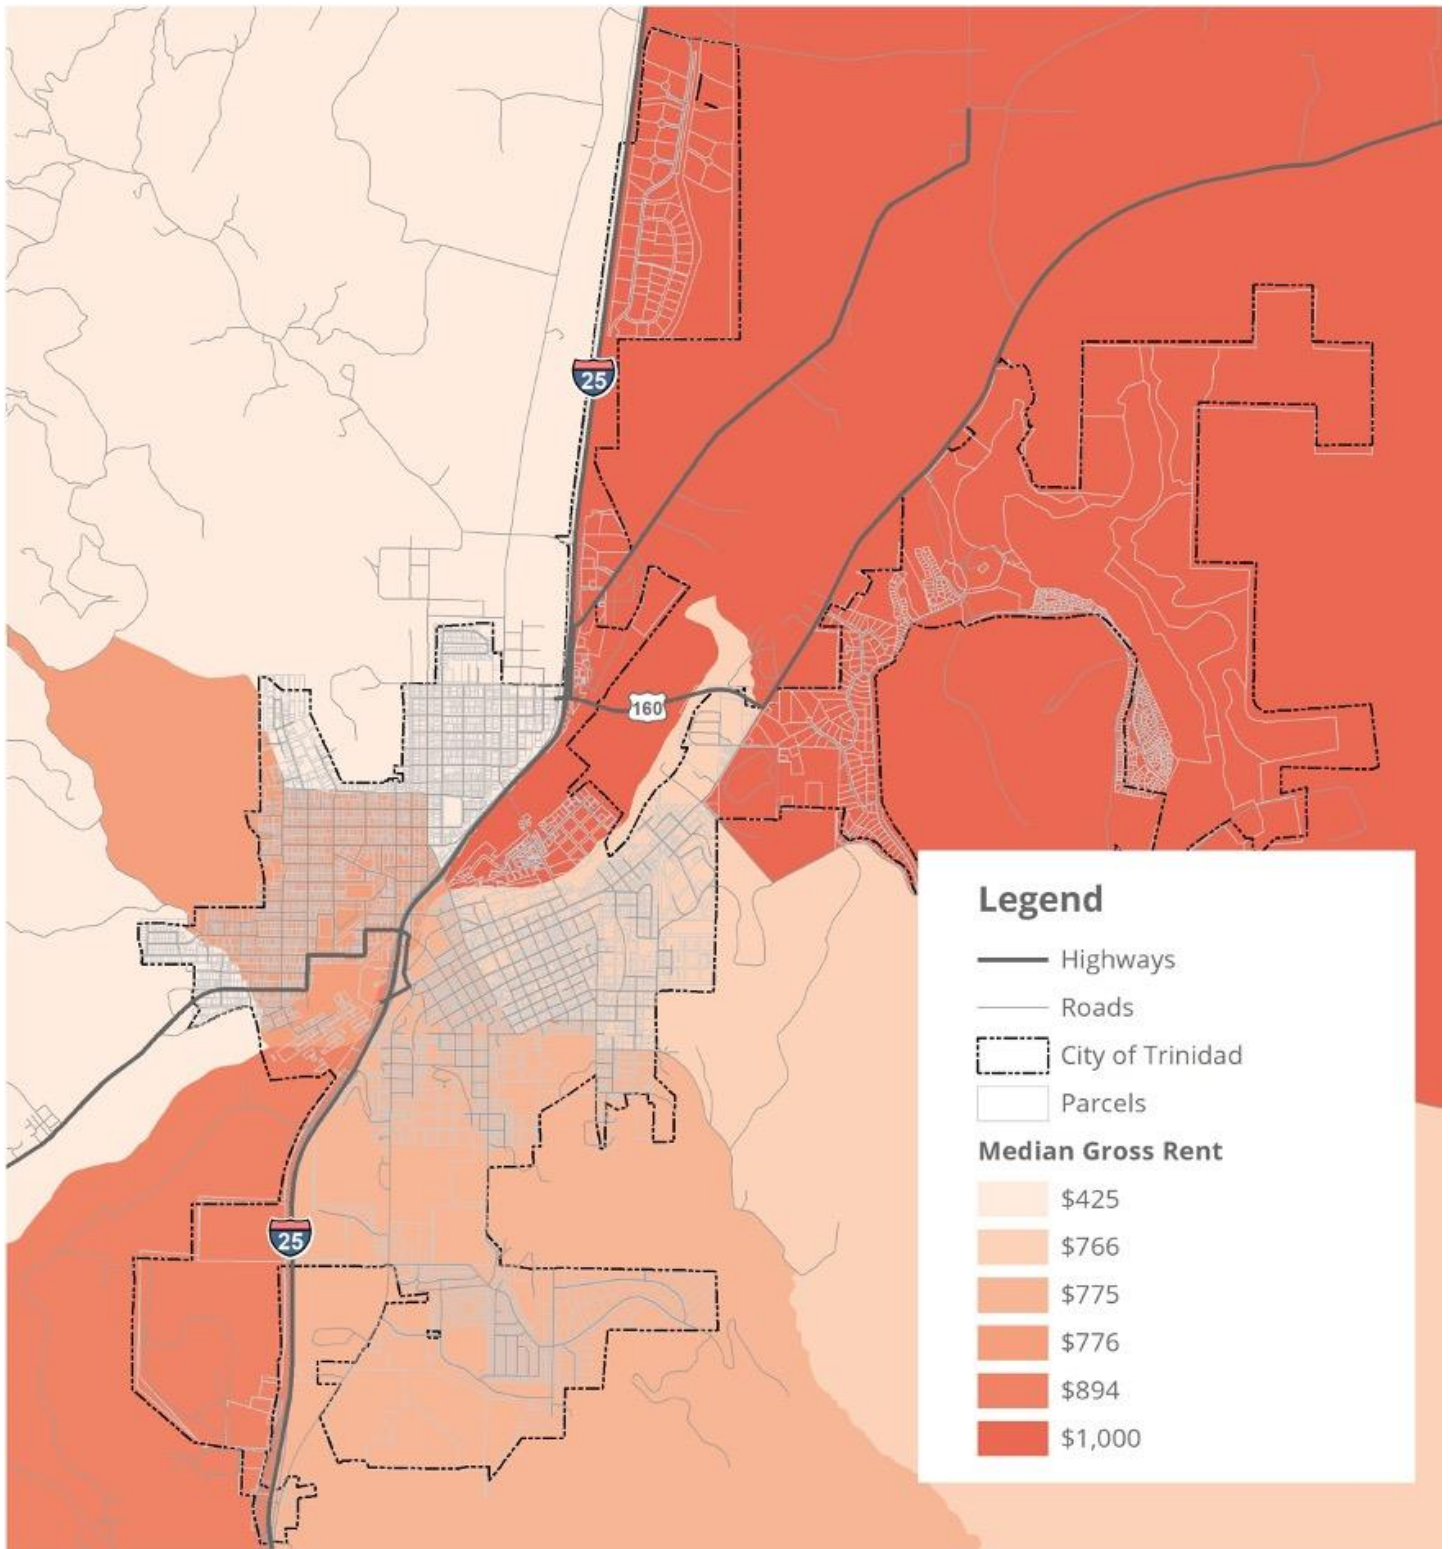 25
160
25
Legend
Highways
Roads
City of Trinidad
Parcels
Median Gross Rent
$425
$766
$775
$776
$894
$1,000